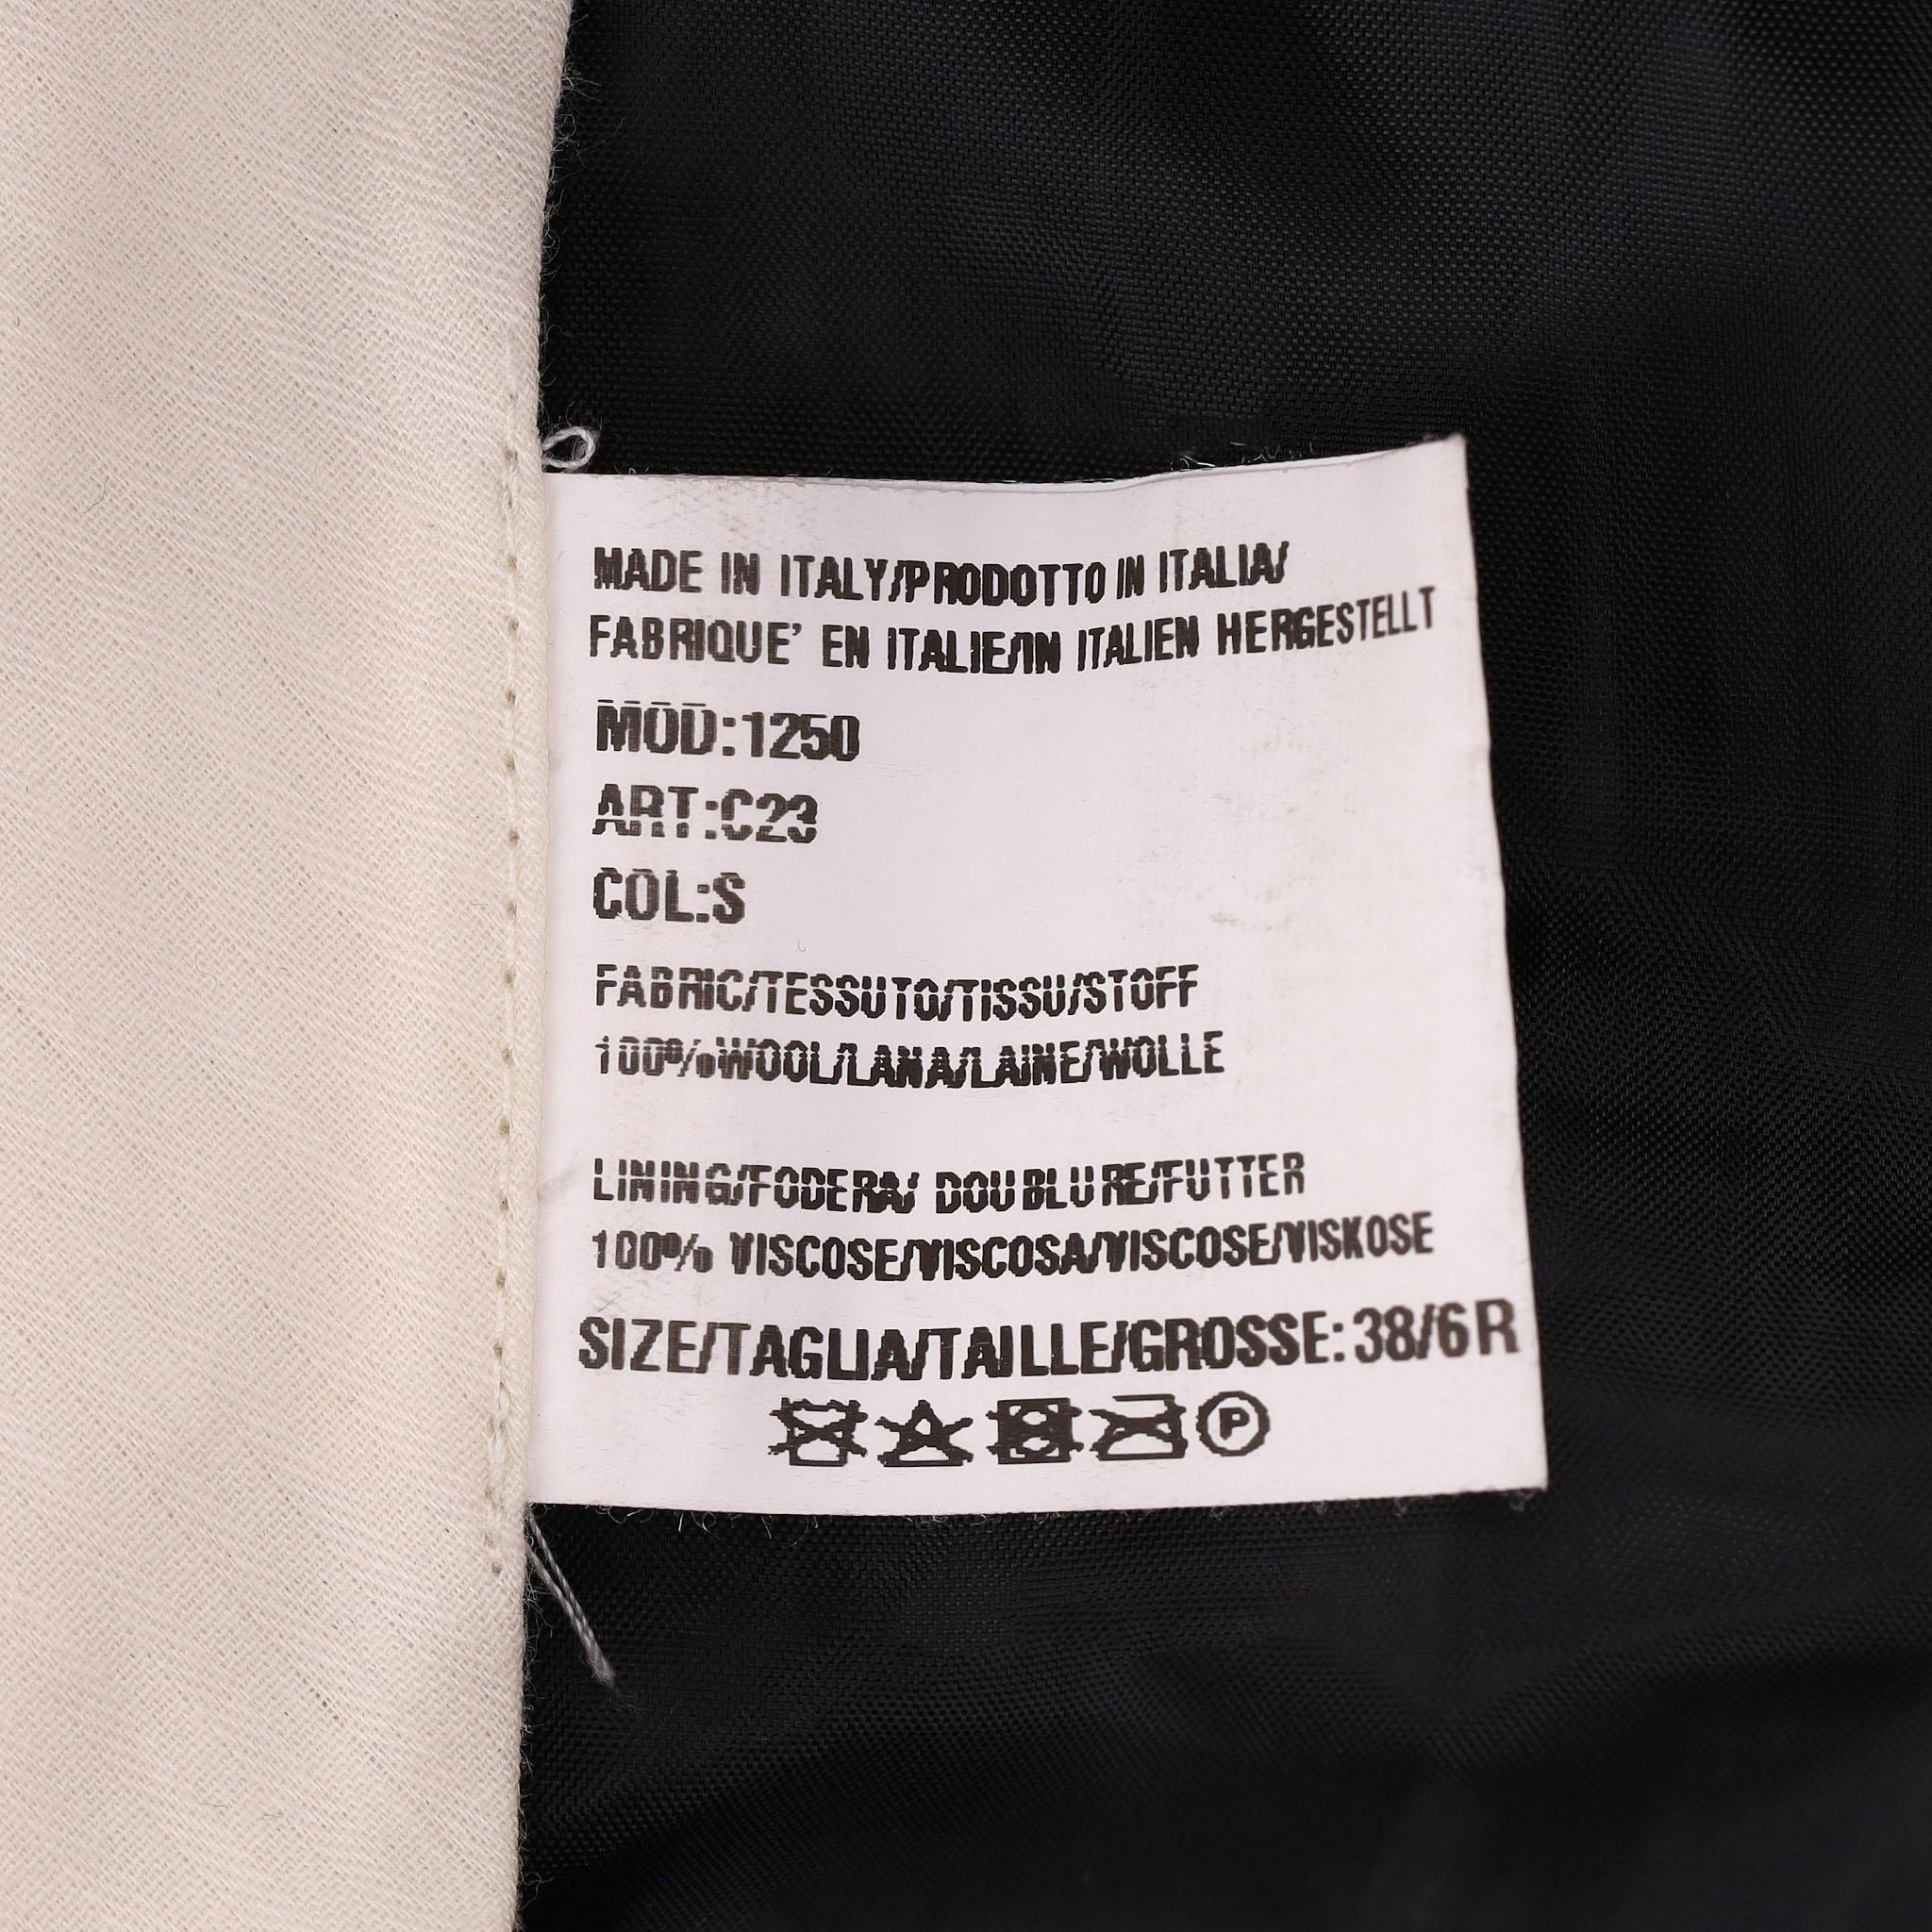 MADE IN ITALY/PRODOTTO IN ITALIA/
FABRIQUE' EN ITALIE/IN ITALIEN HERGESTELLT
MOD:1250
ART:C23
COL:S
FABRIC/TESSUTO/TISSU/STOFF
100%WOOL/LANA/LAINE/WOLLE
LINING/FODERA/ DOUBLURE/FUTTER
100% VISCOSE/VISCOSA/VISCOSE/VISKOSE
SIZE/TAGLIA/TAILLE/GROSSE:38/6R
P